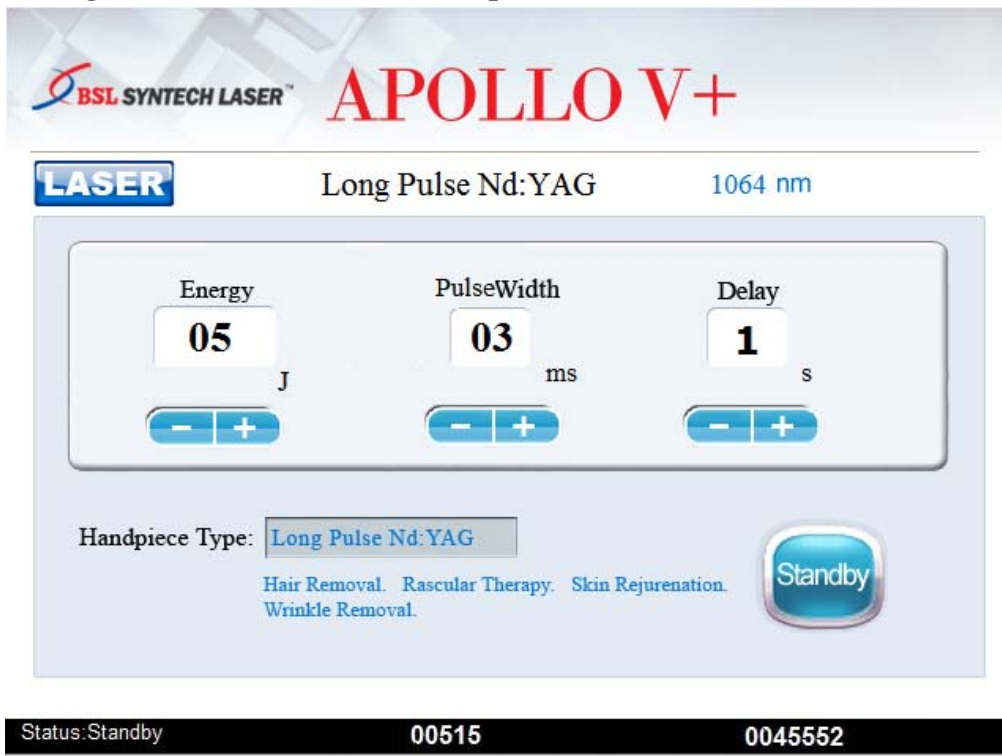 BSL SYNTECH LASER™ APOLLO V+
LASER Long Pulse Nd:YAG 1064 nm
Energy PulseWidth Delay
05 03 1
J ms s
- + - + - +
Handpiece Type: Long Pulse Nd:YAG
Standby
Hair Removal. Rascular Therapy. Skin Rejurenation.
Wrinkle Removal.
Status:Standby 00515 0045552